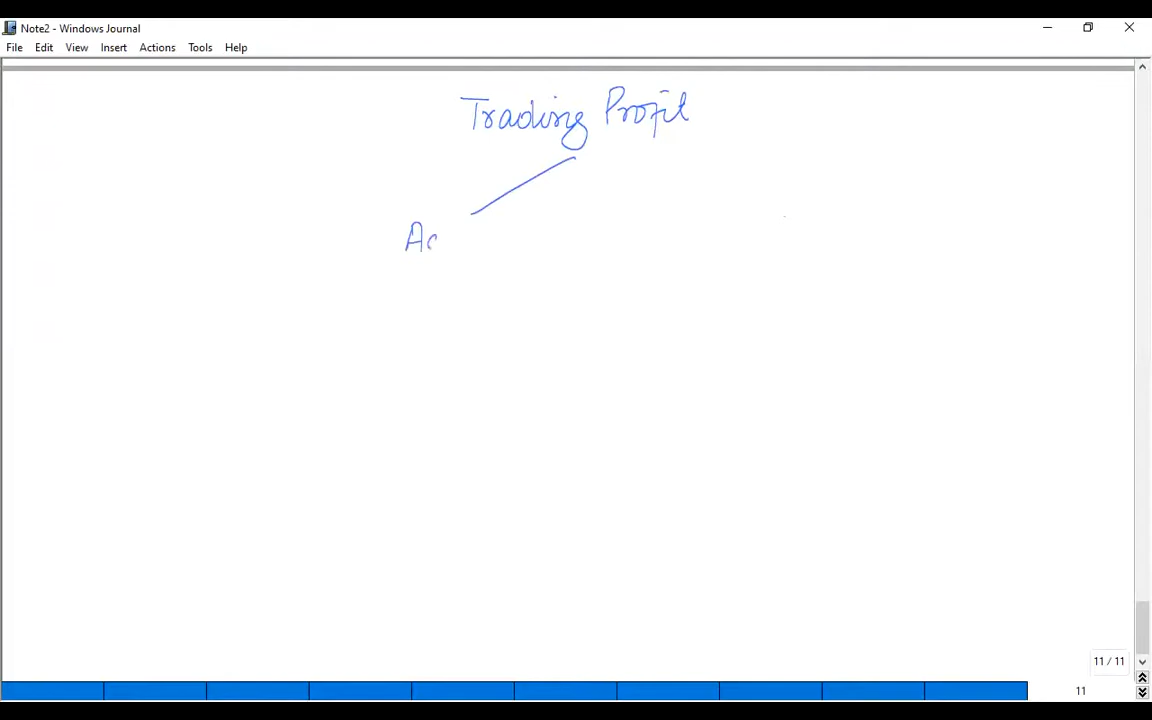 Note2 - Windows Journal
File Edit View Insert Actions Tools Help
Trading Profit
Ac
11 / 11
11